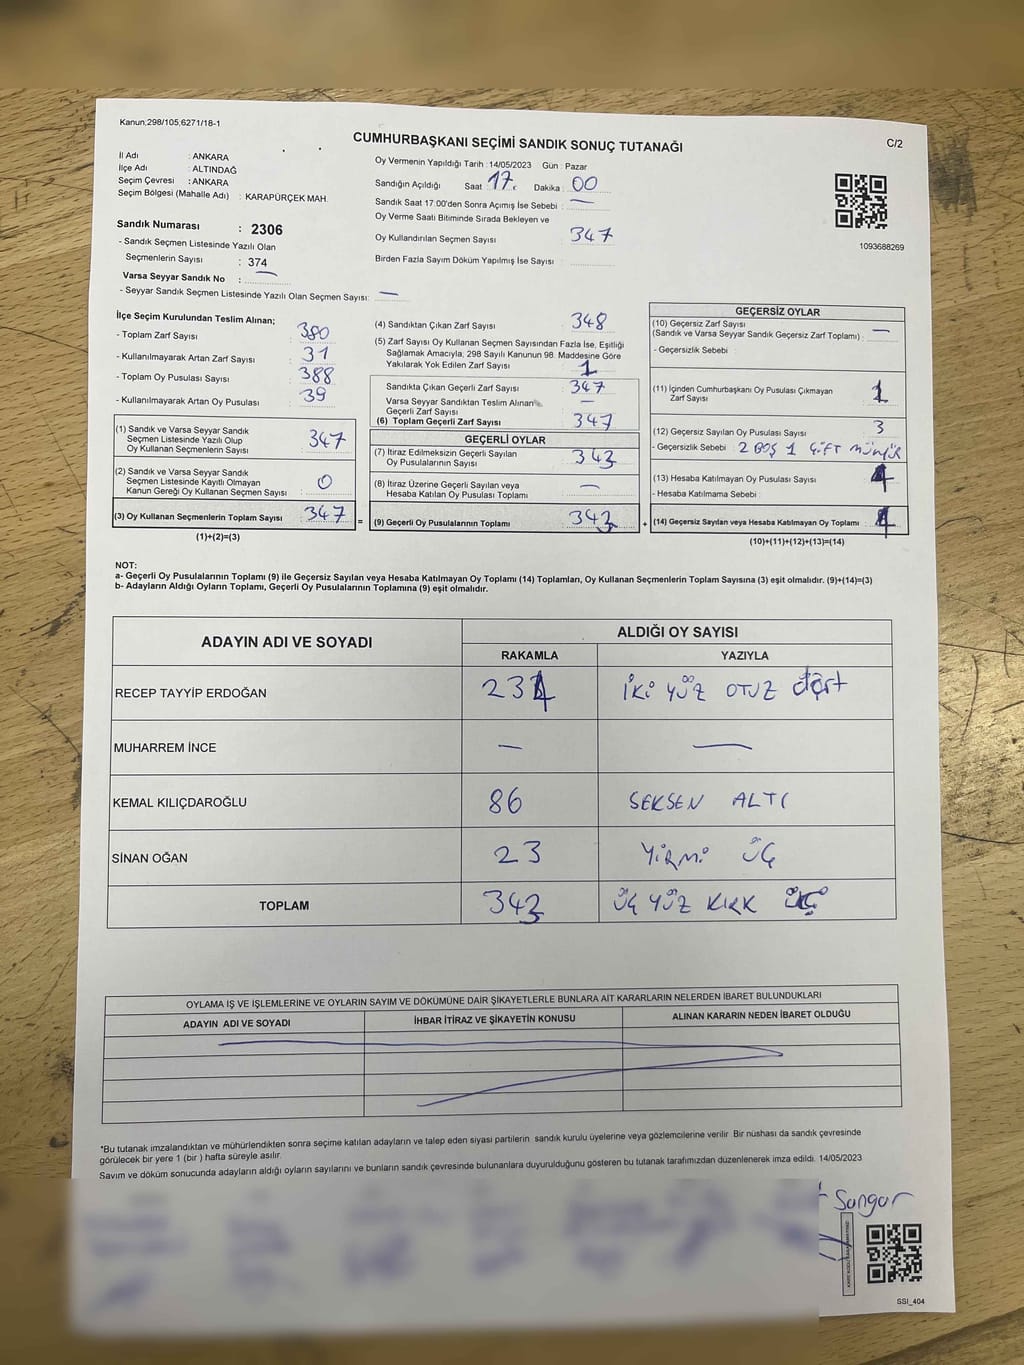 Kanun;298/105;6271/18-1
C/2
CUMHURBAŞKANI SEÇİMİ SANDIK SONUÇ TUTANAĞI
İl Adı : ANKARA
İlçe Adı : ALTINDAĞ
Seçim Çevresi : ANKARA
Seçim Bölgesi (Mahalle Adı) : KARAPÜRÇEK MAH.
Sandık Numarası : 2306
- Sandık Seçmen Listesinde Yazılı Olan
Seçmenlerin Sayısı : 374
Varsa Seyyar Sandık No : —
- Seyyar Sandık Seçmen Listesinde Yazılı Olan Seçmen Sayısı: —
Oy Vermenin Yapıldığı Tarih :14/05/2023 Gün : Pazar
Sandığın Açıldığı Saat : 17 Dakika : 00
Sandık Saat 17:00'den Sonra Açımış İse Sebebi : —
Oy Verme Saati Bitiminde Sırada Bekleyen ve
Oy Kullandırılan Seçmen Sayısı : 347
Birden Fazla Sayım Döküm Yapılmış İse Sayısı :
1093688269
İlçe Seçim Kurulundan Teslim Alınan;
- Toplam Zarf Sayısı : 380
- Kullanılmayarak Artan Zarf Sayısı : 31
- Toplam Oy Pusulası Sayısı : 388
- Kullanılmayarak Artan Oy Pusulası : 39
(1) Sandık ve Varsa Seyyar Sandık
Seçmen Listesinde Yazılı Olup
Oy Kullanan Seçmenlerin Sayısı : 347
(2) Sandık ve Varsa Seyyar Sandık
Seçmen Listesinde Kayıtlı Olmayan
Kanun Gereği Oy Kullanan Seçmen Sayısı : 0
(3) Oy Kullanan Seçmenlerin Toplam Sayısı : 347 =
(1)+(2)=(3)
(4) Sandıktan Çıkan Zarf Sayısı : 348
(5) Zarf Sayısı Oy Kullanan Seçmen Sayısından Fazla İse, Eşitliği
Sağlamak Amacıyla, 298 Sayılı Kanunun 98. Maddesine Göre
Yakılarak Yok Edilen Zarf Sayısı : 1
Sandıkta Çıkan Geçerli Zarf Sayısı : 347
Varsa Seyyar Sandıktan Teslim Alınan
Geçerli Zarf Sayısı : —
(6) Toplam Geçerli Zarf Sayısı : 347
GEÇERLİ OYLAR
(7) İtiraz Edilmeksizin Geçerli Sayılan
Oy Pusulalarının Sayısı : 343
(8) İtiraz Üzerine Geçerli Sayılan veya
Hesaba Katılan Oy Pusulası Toplamı : —
(9) Geçerli Oy Pusulalarının Toplamı : 343 +
GEÇERSİZ OYLAR
(10) Geçersiz Zarf Sayısı
(Sandık ve Varsa Seyyar Sandık Geçersiz Zarf Toplamı) : —
- Geçersizlik Sebebi :
(11) İçinden Cumhurbaşkanı Oy Pusulası Çıkmayan
Zarf Sayısı : 1
(12) Geçersiz Sayılan Oy Pusulası Sayısı : 3
- Geçersizlik Sebebi : 2 BOŞ 1 ÇİFT MÜHÜR
(13) Hesaba Katılmayan Oy Pusulası Sayısı : 4
- Hesaba Katılmama Sebebi :
(14) Geçersiz Sayılan veya Hesaba Katılmayan Oy Toplamı : 4
(10)+(11)+(12)+(13)=(14)
NOT:
a- Geçerli Oy Pusulalarının Toplamı (9) ile Geçersiz Sayılan veya Hesaba Katılmayan Oy Toplamı (14) Toplamları, Oy Kullanan Seçmenlerin Toplam Sayısına (3) eşit olmalıdır. (9)+(14)=(3)
b- Adayların Aldığı Oyların Toplamı, Geçerli Oy Pusulalarının Toplamına (9) eşit olmalıdır.
ADAYIN ADI VE SOYADI ALDIĞI OY SAYISI
RAKAMLA YAZIYLA
RECEP TAYYİP ERDOĞAN 234 İKİ YÜZ OTUZ dört
MUHARREM İNCE — —
KEMAL KILIÇDAROĞLU 86 SEKSEN ALTI
SİNAN OĞAN 23 YİRMİ ÜÇ
TOPLAM 343 ÜÇ YÜZ KIRK ÜÇ
OYLAMA İŞ VE İŞLEMLERİNE VE OYLARIN SAYIM VE DÖKÜMÜNE DAİR ŞİKAYETLERLE BUNLARA AİT KARARLARIN NELERDEN İBARET BULUNDUKLARI
ADAYIN ADI VE SOYADI İHBAR İTİRAZ VE ŞİKAYETİN KONUSU ALINAN KARARIN NEDEN İBARET OLDUĞU
*Bu tutanak imzalandıktan ve mühürlendikten sonra seçime katılan adayların ve talep eden siyasi partilerin sandık kurulu üyelerine veya gözlemcilerine verilir. Bir nüshası da sandık çevresinde
görülecek bir yere 1 (bir ) hafta süreyle asılır.
Sayım ve döküm sonucunda adayların aldığı oyların sayılarını ve bunların sandık çevresinde bulunanlara duyurulduğunu gösteren bu tutanak tarafımızdan düzenlenerek imza edildi. 14/05/2023
Sungur
SSI_404